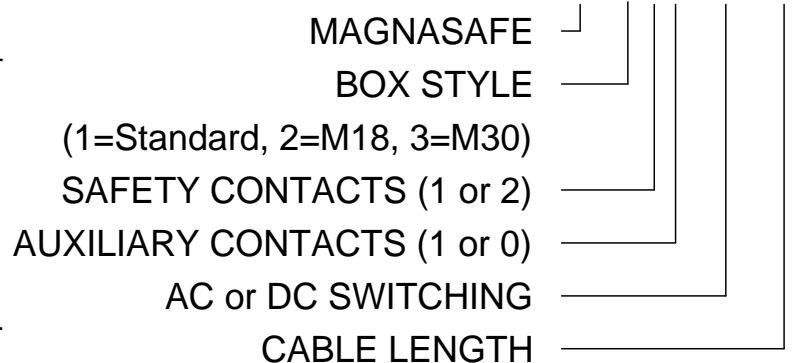 MAGNASAFE
BOX STYLE
(1=Standard, 2=M18, 3=M30)
SAFETY CONTACTS (1 or 2)
AUXILIARY CONTACTS (1 or 0)
AC or DC SWITCHING
CABLE LENGTH